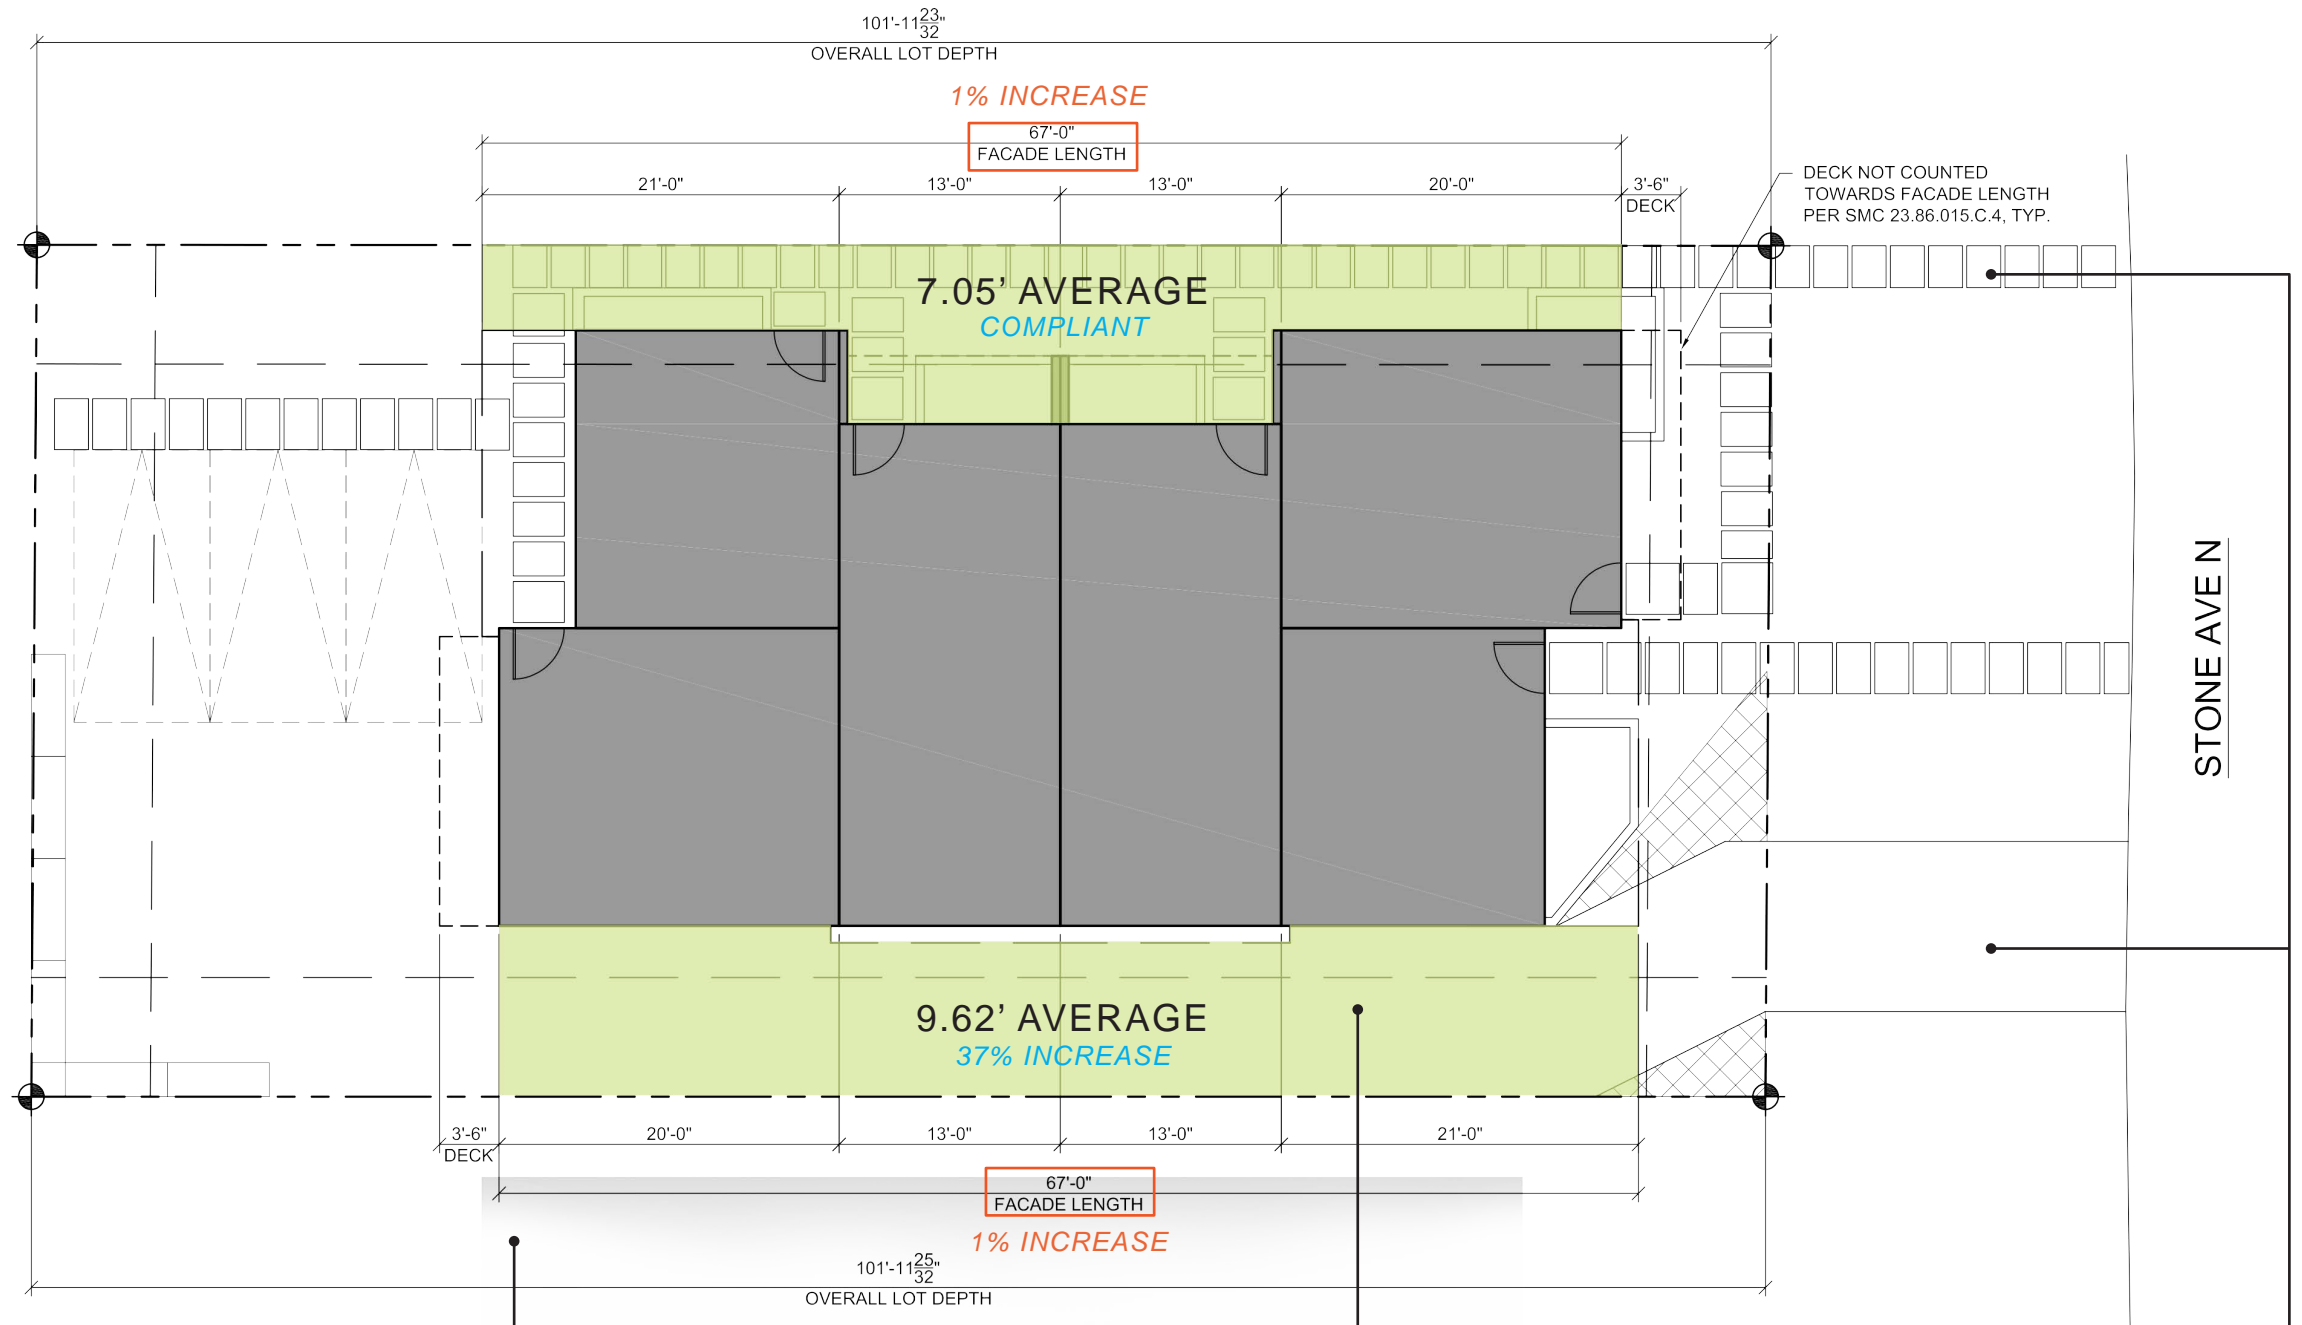 101'-11 23/32"
OVERALL LOT DEPTH
1% INCREASE
67'-0"
FACADE LENGTH
21'-0"
13'-0"
13'-0"
20'-0"
3'-6"
DECK
DECK NOT COUNTED
TOWARDS FACADE LENGTH
PER SMC 23.86.015.C.4, TYP.
7.05’ AVERAGE
COMPLIANT
STONE AVE N
9.62’ AVERAGE
37% INCREASE
3'-6"
DECK
20'-0"
13'-0"
13'-0"
21'-0"
67'-0"
FACADE LENGTH
1% INCREASE
101'-11 25/32"
OVERALL LOT DEPTH